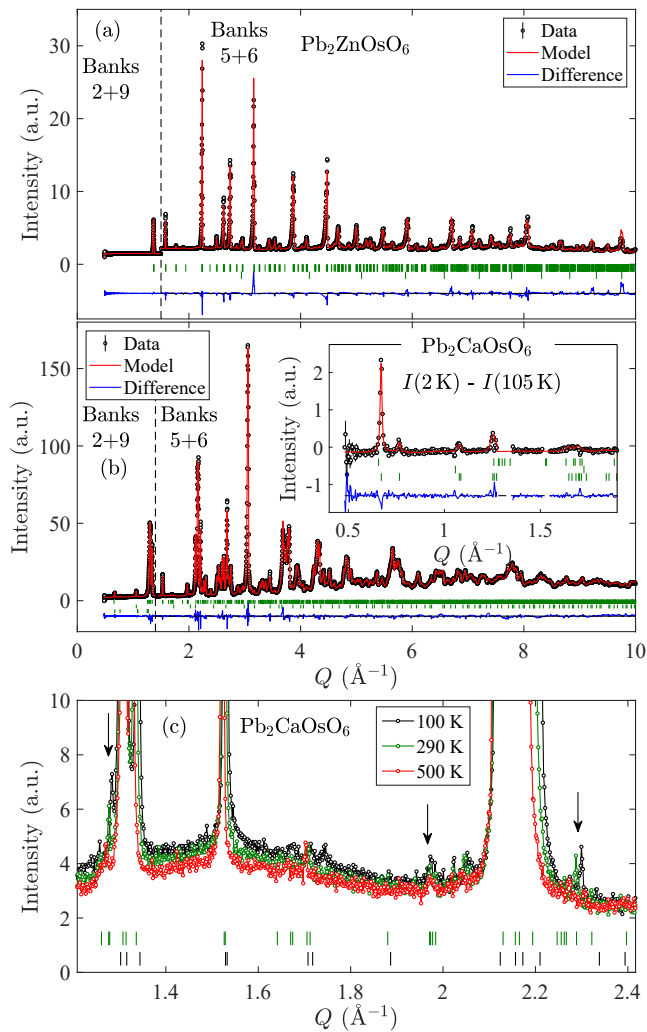 (a)
Pb₂ZnOsO₆
Data
Model
Difference
Banks
2+9
Banks
5+6
Intensity (a.u.)
30
20
10
0
Data
Model
Difference
Banks
2+9
Banks
5+6
(b)
Intensity (a.u.)
150
100
50
0
Pb₂CaOsO₆
I(2 K) - I(105 K)
Intensity (a.u.)
2
1
0
-1
0.5 1 1.5
Q (Å⁻¹)
0 2 4 6 8 10
Q (Å⁻¹)
(c)
Pb₂CaOsO₆
100 K
290 K
500 K
Intensity (a.u.)
10
8
6
4
2
0
1.4 1.6 1.8 2 2.2 2.4
Q (Å⁻¹)